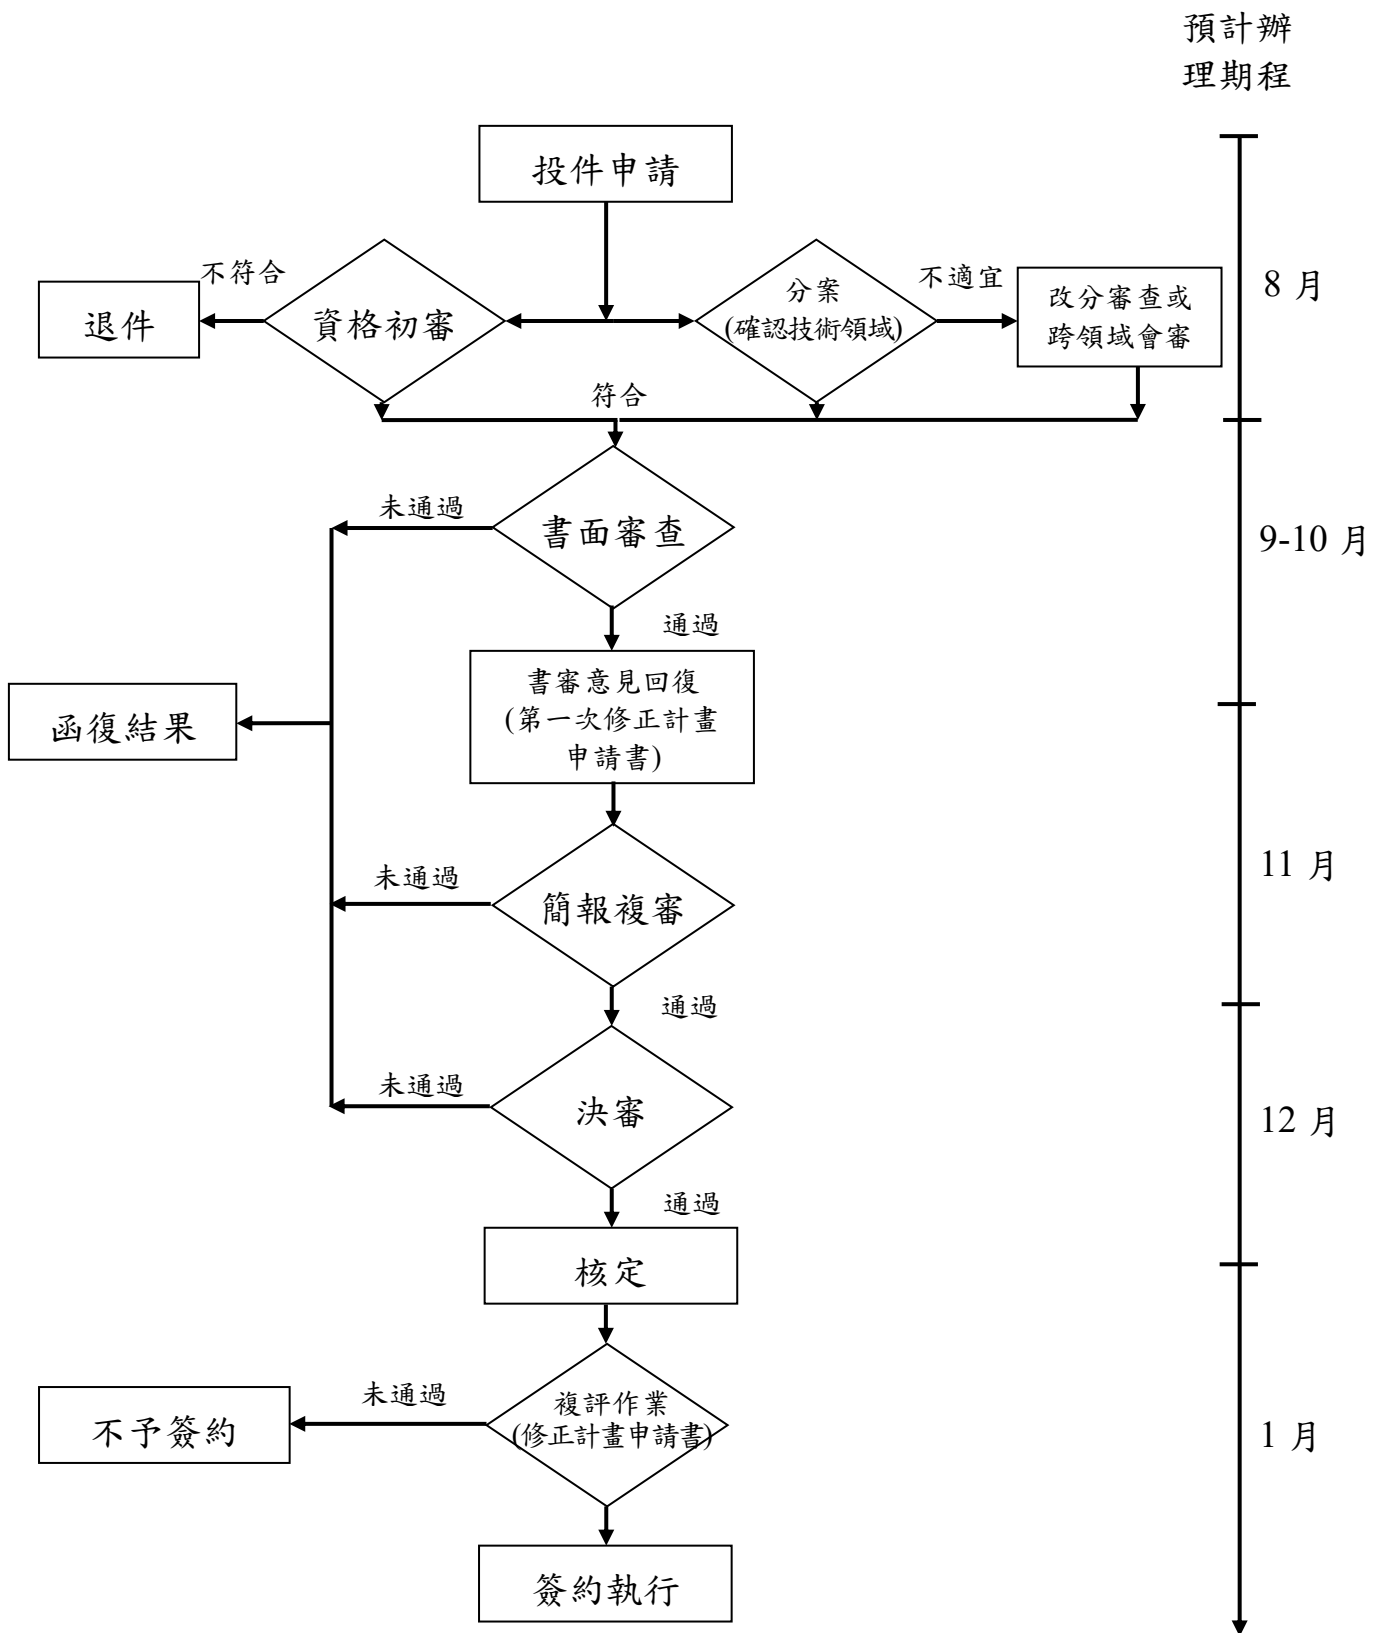 預計辦
理期程
投件申請
不符合
退件
資格初審
分案
(確認技術領域)
不適宜
改分審查或
跨領域會審
8 月
符合
未通過
書面審查
9-10 月
通過
書審意見回復
(第一次修正計畫
申請書)
函復結果
未通過
簡報複審
11 月
通過
未通過
決審
12 月
通過
核定
未通過
複評作業
(修正計畫申請書)
不予簽約
1 月
簽約執行